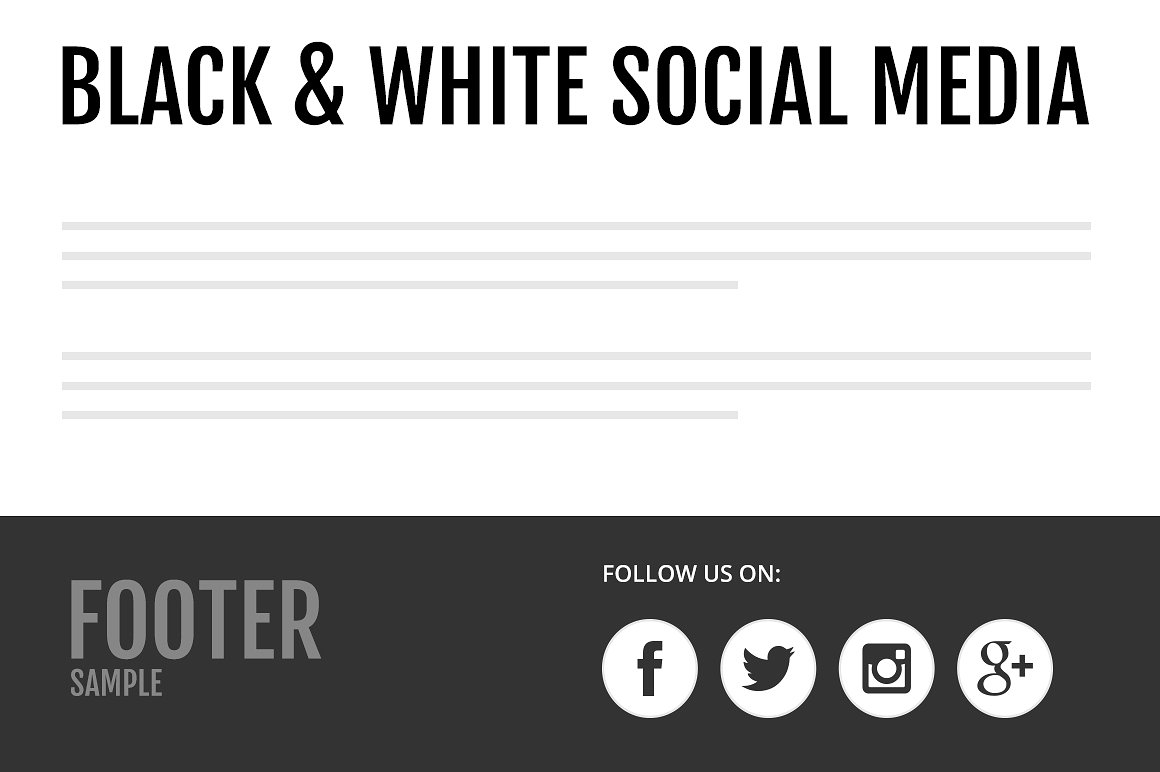 BLACK & WHITE SOCIAL MEDIA
FOOTER
SAMPLE
FOLLOW US ON:
f
g+